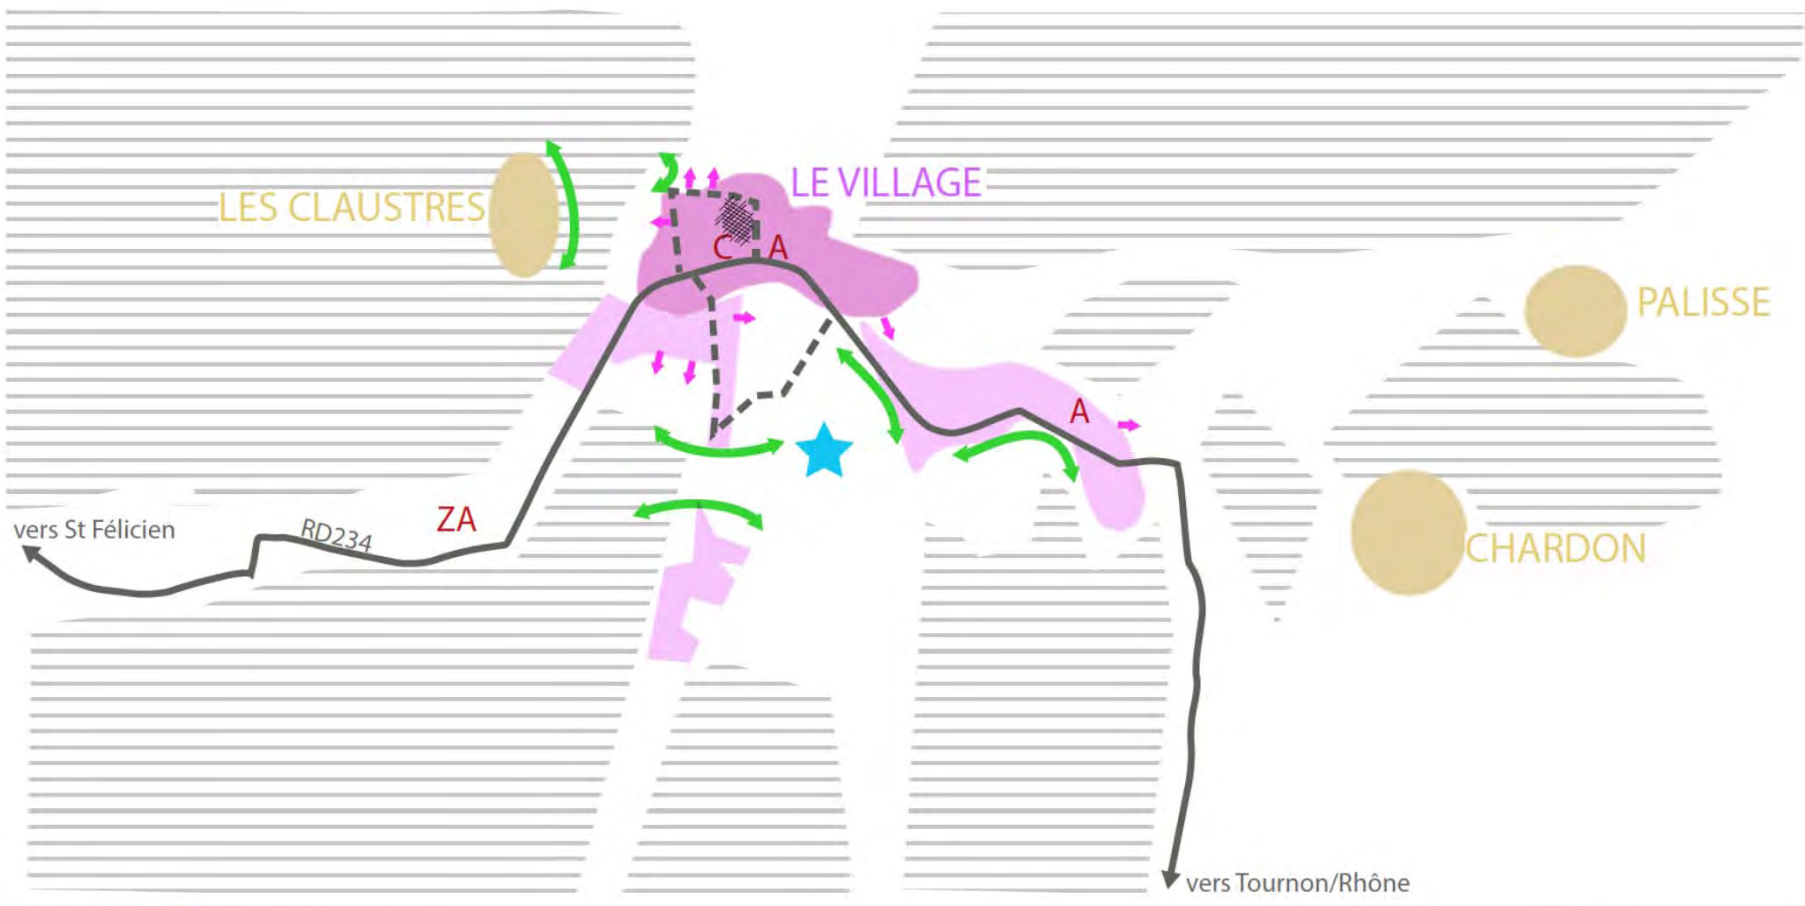 LE VILLAGE
LES CLAUSTRES
C A
PALISSE
A
ZA
vers St Félicien
RD234
CHARDON
vers Tournon/Rhône